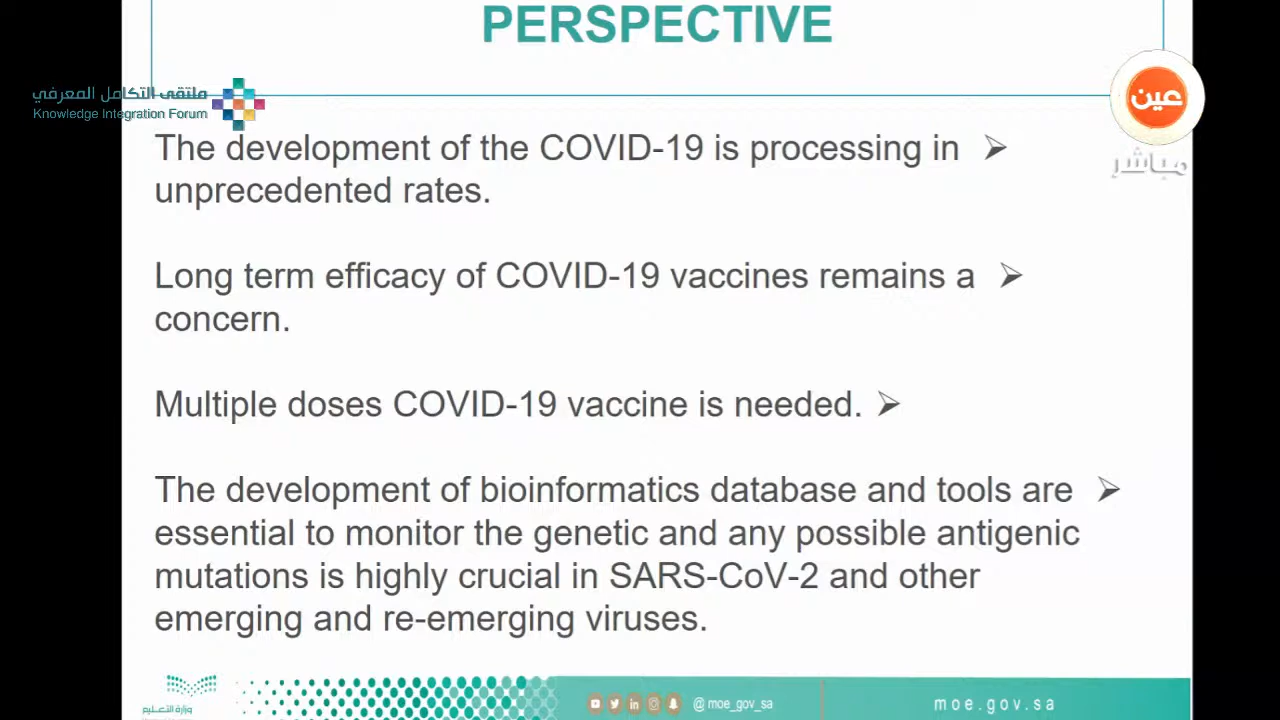 PERSPECTIVE
ملتقى التكامل المعرفي
Knowledge Integration Forum
عين
مباشر
The development of the COVID-19 is processing in
unprecedented rates.
Long term efficacy of COVID-19 vaccines remains a
concern.
Multiple doses COVID-19 vaccine is needed.
The development of bioinformatics database and tools are
essential to monitor the genetic and any possible antigenic
mutations is highly crucial in SARS-CoV-2 and other
emerging and re-emerging viruses.
وزارة التعليم
@moe_gov_sa
moe.gov.sa